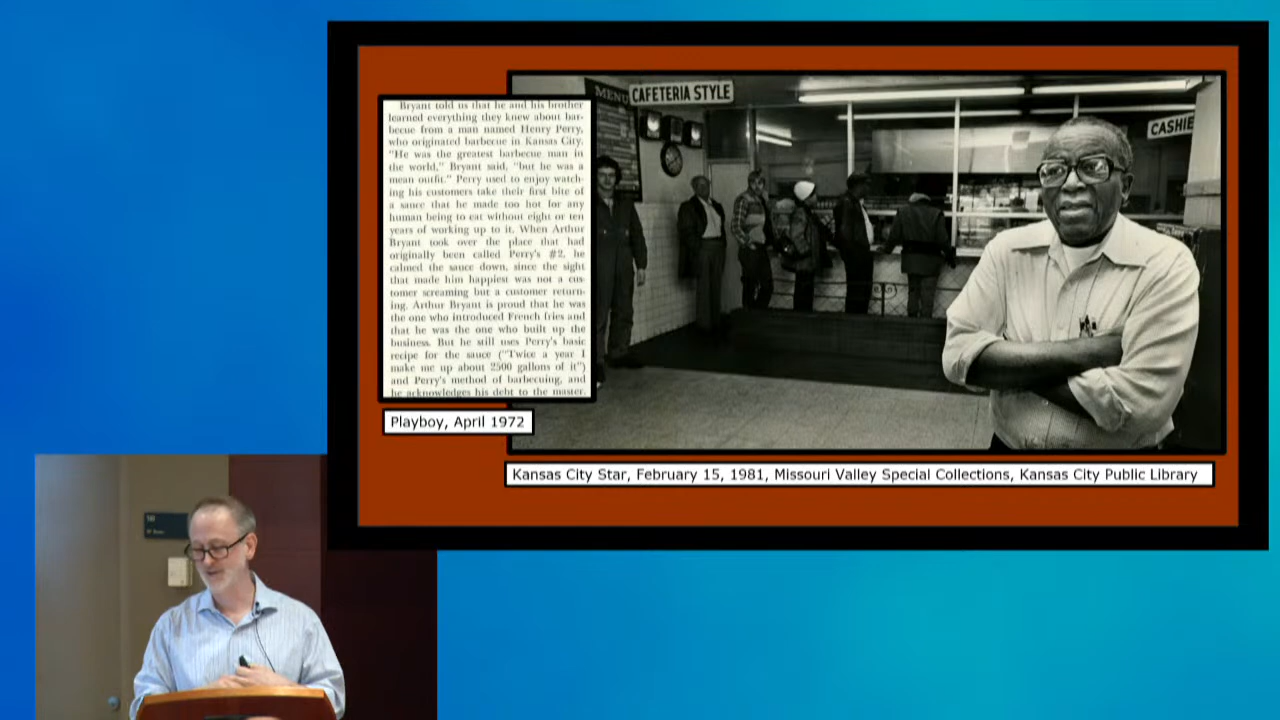 MENU
CAFETERIA STYLE
CASHIE
Bryant told us that he and his brother
learned everything they knew about bar-
becue from a man named Henry Perry,
who originated barbecue in Kansas City.
"He was the greatest barbecue man in
the world," Bryant said, "but he was a
mean outfit." Perry used to enjoy watch-
ing his customers take their first bite of
a sauce that he made too hot for any
human being to eat without eight or ten
years of working up to it. When Arthur
Bryant took over the place that had
originally been called Perry's #2, he
calmed the sauce down, since the sight
that made him happiest was not a cus-
tomer screaming but a customer return-
ing. Arthur Bryant is proud that he was
the one who introduced French fries and
that he was the one who built up the
business. But he still uses Perry's basic
recipe for the sauce ("Twice a year I
make me up about 2500 gallons of it")
and Perry's method of barbecuing, and
he acknowledges his debt to the master.
Playboy, April 1972
Kansas City Star, February 15, 1981, Missouri Valley Special Collections, Kansas City Public Library